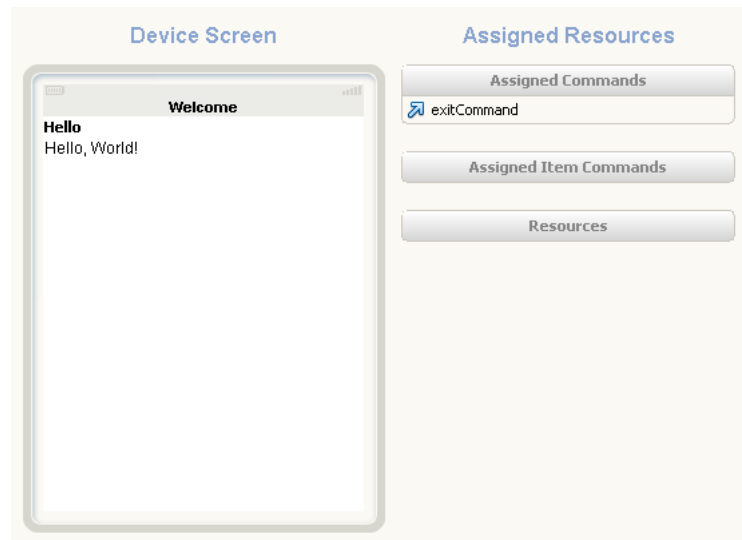 Device Screen
Assigned Resources
Welcome
Hello
Hello, World!
Assigned Commands
exitCommand
Assigned Item Commands
Resources